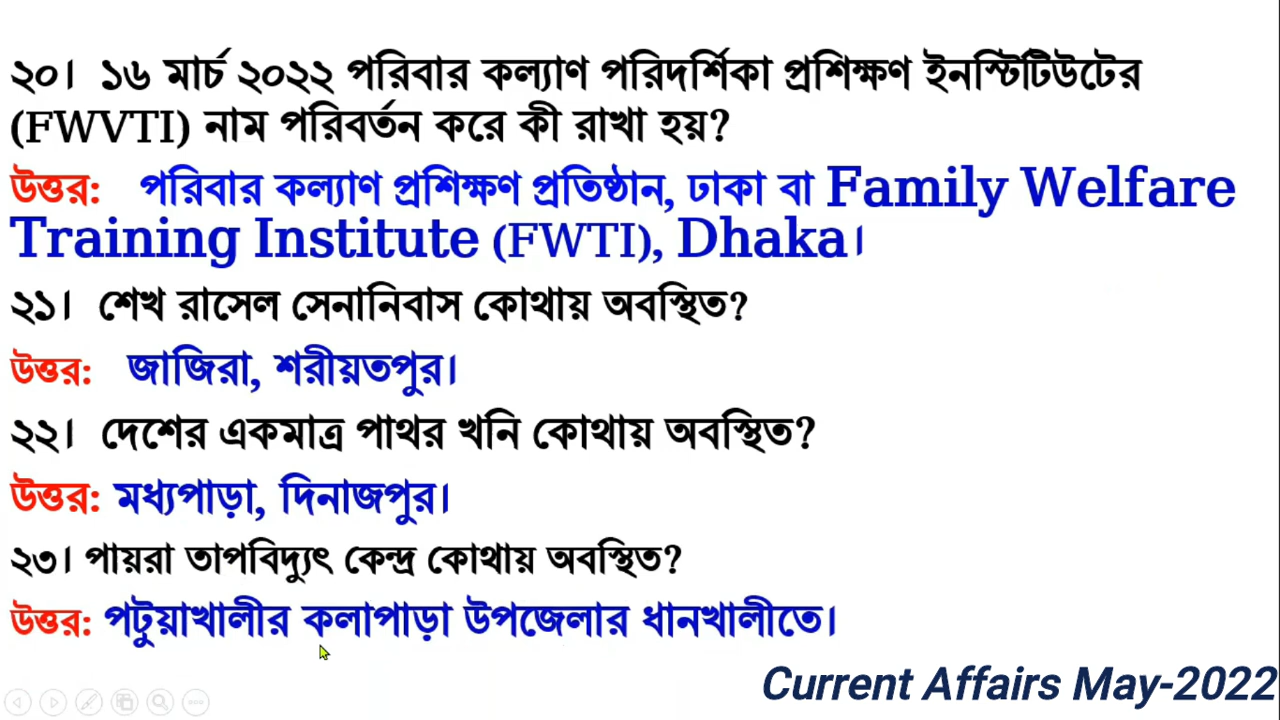 ২০। ১৬ মার্চ ২০২২ পরিবার কল্যাণ পরিদর্শিকা প্রশিক্ষণ ইনস্টিটিউটের
(FWVTI) নাম পরিবর্তন করে কী রাখা হয়?
উত্তর: পরিবার কল্যাণ প্রশিক্ষণ প্রতিষ্ঠান, ঢাকা বা Family Welfare
Training Institute (FWTI), Dhaka।
২১। শেখ রাসেল সেনানিবাস কোথায় অবস্থিত?
উত্তর: জাজিরা, শরীয়তপুর।
২২। দেশের একমাত্র পাথর খনি কোথায় অবস্থিত?
উত্তর: মধ্যপাড়া, দিনাজপুর।
২৩। পায়রা তাপবিদ্যুৎ কেন্দ্র কোথায় অবস্থিত?
উত্তর: পটুয়াখালীর কলাপাড়া উপজেলার ধানখালীতে।
Current Affairs May-2022